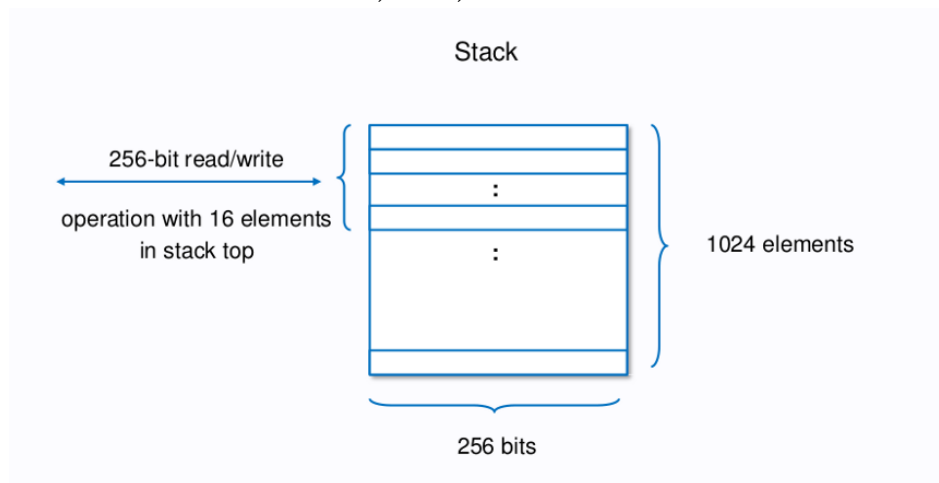 Stack
256-bit read/write
operation with 16 elements
in stack top
:
:
1024 elements
256 bits